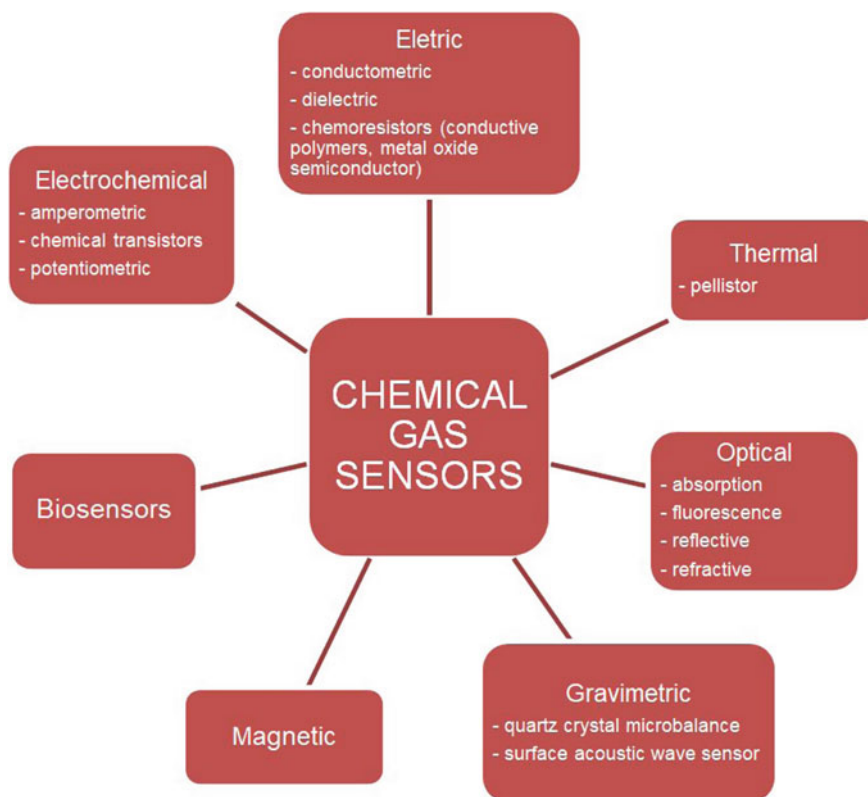 Eletric
- conductometric
- dielectric
- chemoresistors (conductive
polymers, metal oxide
semiconductor)
Electrochemical
- amperometric
- chemical transistors
- potentiometric
Thermal
- pellistor
CHEMICAL
GAS
SENSORS
Optical
- absorption
- fluorescence
- reflective
- refractive
Biosensors
Gravimetric
- quartz crystal microbalance
- surface acoustic wave sensor
Magnetic